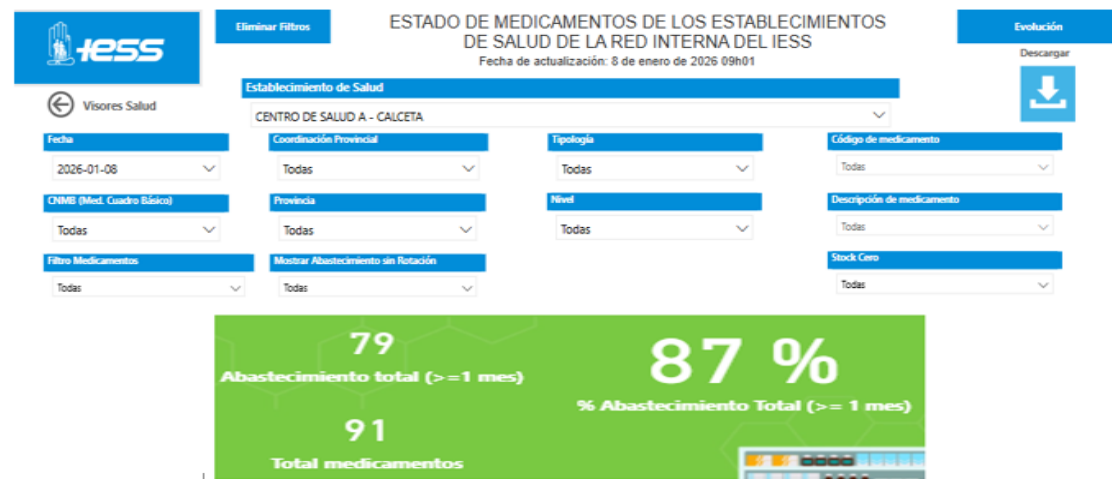 iess
Eliminar Filtros
ESTADO DE MEDICAMENTOS DE LOS ESTABLECIMIENTOS
DE SALUD DE LA RED INTERNA DEL IESS
Fecha de actualización: 8 de enero de 2026 09h01
Evolución
Descargar
Visores Salud
Establecimiento de Salud
CENTRO DE SALUD A - CALCETA
Fecha
2026-01-08
Coordinación Provincial
Todas
Tipología
Todas
Código de medicamento
Todas
CNMB (Med. Cuadro Básico)
Todas
Provincia
Todas
Nivel
Todas
Descripción de medicamento
Todas
Filtro Medicamentos
Todas
Mostrar Abastecimiento sin Rotación
Todas
Stock Cero
Todas
79
Abastecimiento total (>=1 mes)
87 %
% Abastecimiento Total (>= 1 mes)
91
Total medicamentos